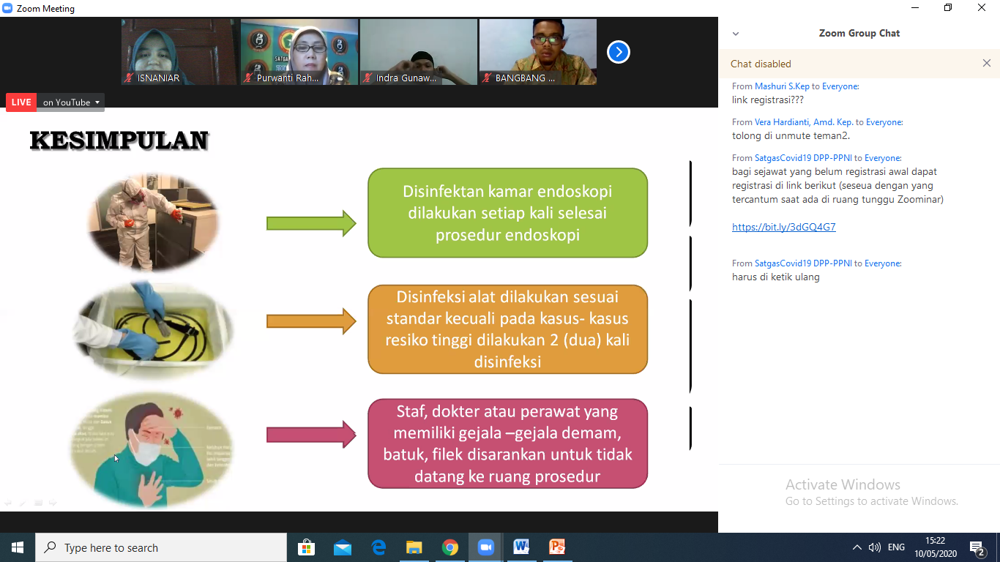 Zoom Meeting
ISNANIAR
Purwanti Rah...
Indra Gunaw...
BANGBANG ...
LIVE
on YouTube
KESIMPULAN
Disinfektan kamar endoskopi
dilakukan setiap kali selesai
prosedur endoskopi
Disinfeksi alat dilakukan sesuai
standar kecuali pada kasus- kasus
resiko tinggi dilakukan 2 (dua) kali
disinfeksi
Staf, dokter atau perawat yang
memiliki gejala –gejala demam,
batuk, filek disarankan untuk tidak
datang ke ruang prosedur
Zoom Group Chat
Chat disabled
From Mashuri S.Kep to Everyone:
link registrasi???
From Vera Hardianti, Amd. Kep. to Everyone:
tolong di unmute teman2.
From SatgasCovid19 DPP-PPNI to Everyone:
bagi sejawat yang belum registrasi awal dapat
registrasi di link berikut (seseua dengan yang
tercantum saat ada di ruang tunggu Zoominar)
https://bit.ly/3dGQ4G7
From SatgasCovid19 DPP-PPNI to Everyone:
harus di ketik ulang
Activate Windows
Go to Settings to activate Windows.
Type here to search
ENG
15:22
10/05/2020
2